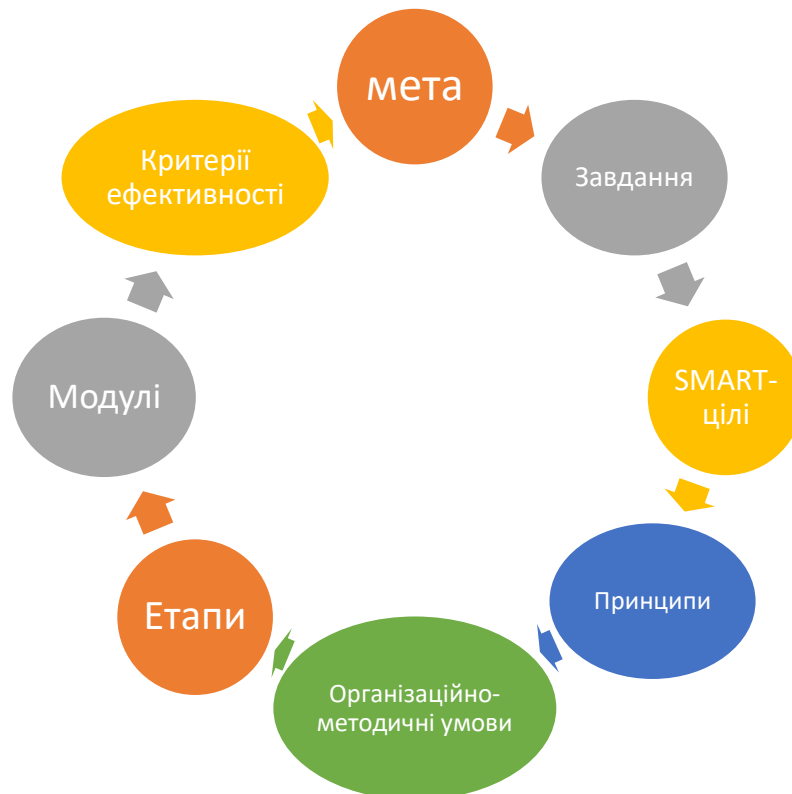 мета
Завдання
SMART-
цілі
Принципи
Організаційно-
методичні умови
Етапи
Модулі
Критерії
ефективності